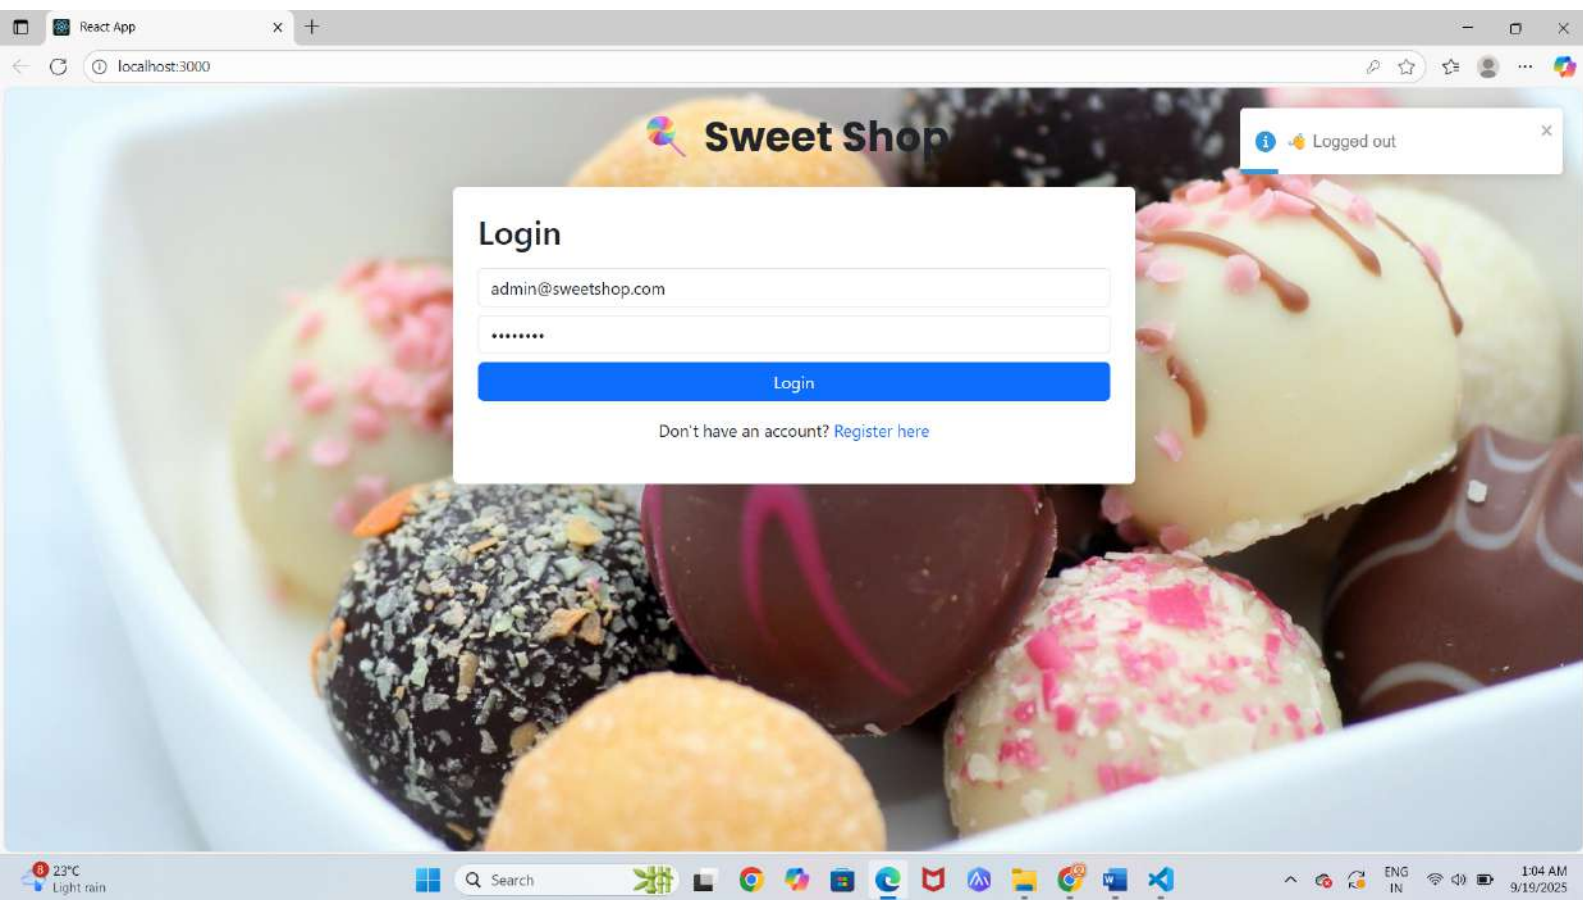 React App
localhost:3000
Sweet Shop
Logged out
Login
admin@sweetshop.com
••••••••
Login
Don't have an account? Register here
8
23°C
Light rain
Search
ENG
IN
1:04 AM
9/19/2025